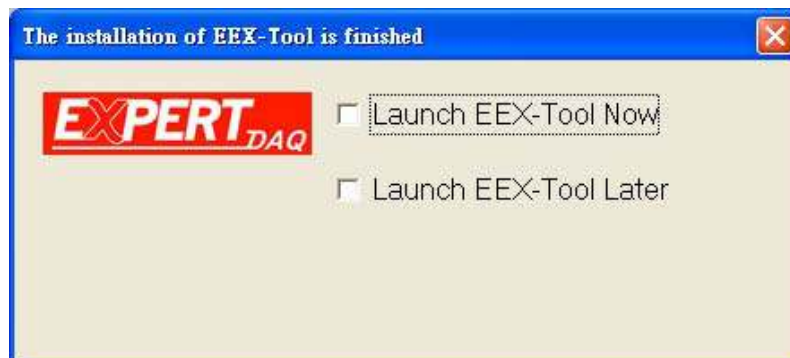 The installation of EEX-Tool is finished
EXPERT DAQ
Launch EEX-Tool Now
Launch EEX-Tool Later